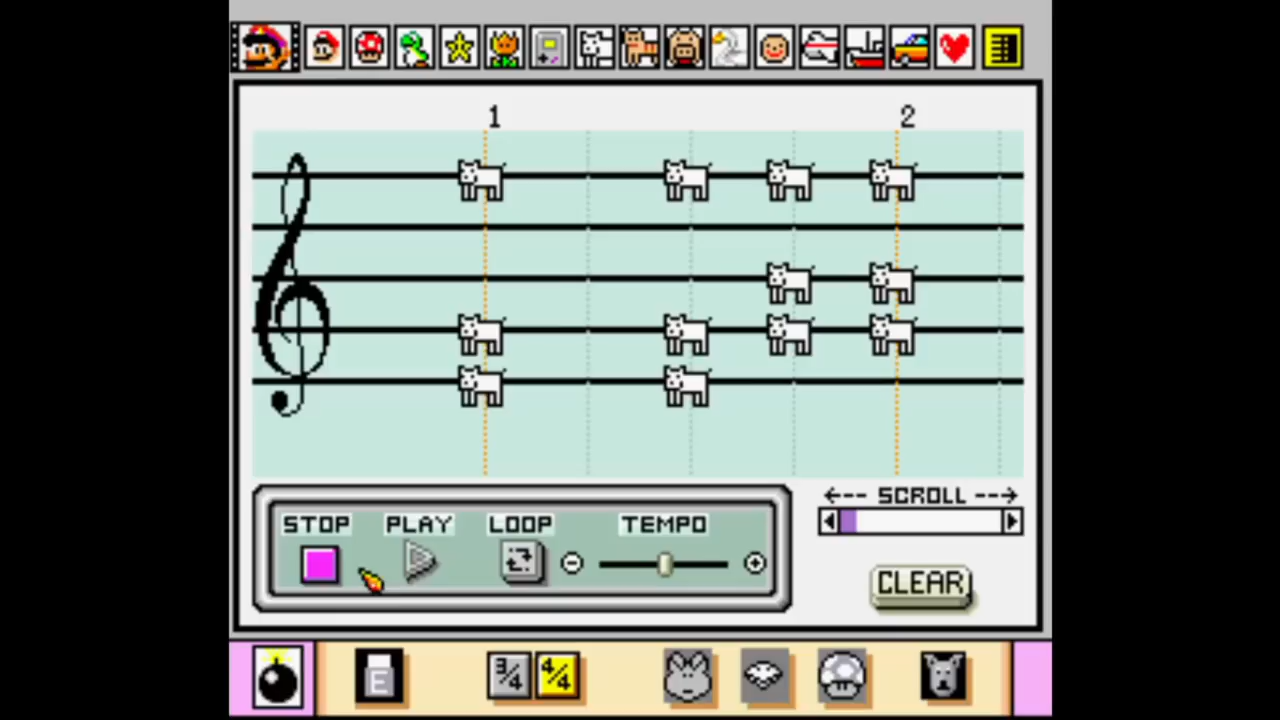 1 2
STOP PLAY LOOP TEMPO
<--- SCROLL --->
CLEAR
E 3/4 4/4